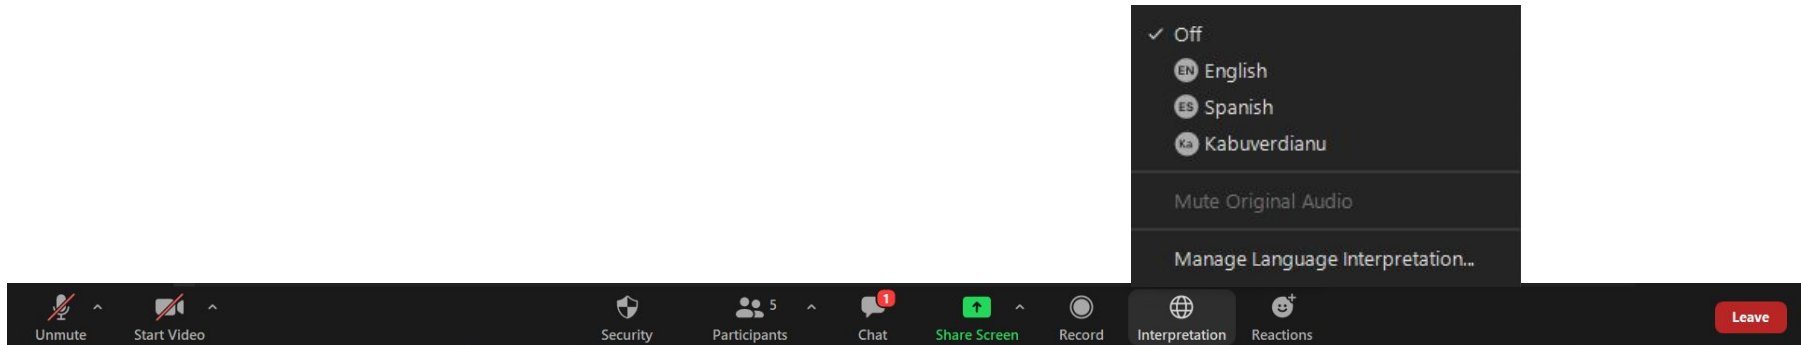 Off
EN English
ES Spanish
Ka Kabuverdianu
Mute Original Audio
Manage Language Interpretation...
Unmute
Start Video
Security
5
Participants
1
Chat
Share Screen
Record
Interpretation
Reactions
Leave